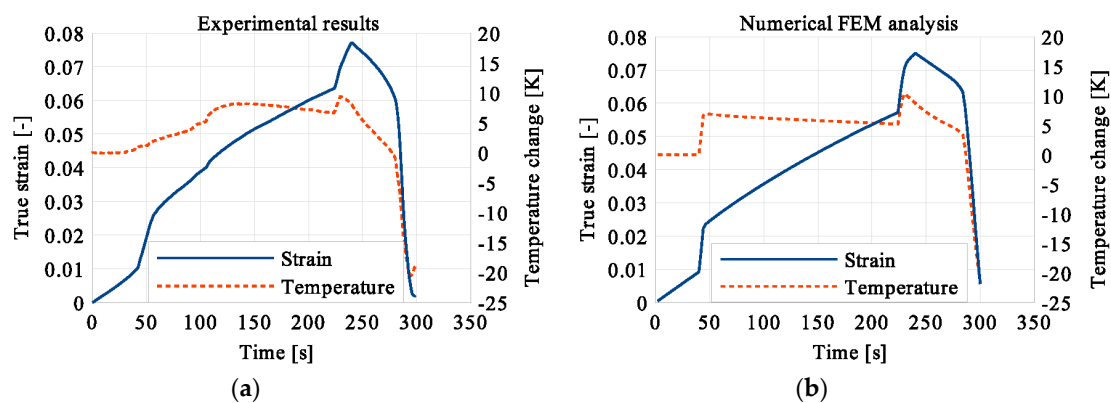 Experimental results
True strain [-]
0.08
0.07
0.06
0.05
0.04
0.03
0.02
0.01
0
20
15
10
5
0
-5
-10
-15
-20
-25
Temperature change [K]
Strain
Temperature
0 50 100 150 200 250 300 350
Time [s]
(a)
Numerical FEM analysis
True strain [-]
0.08
0.07
0.06
0.05
0.04
0.03
0.02
0.01
0
20
15
10
5
0
-5
-10
-15
-20
-25
Temperature change [K]
Strain
Temperature
0 50 100 150 200 250 300 350
Time [s]
(b)